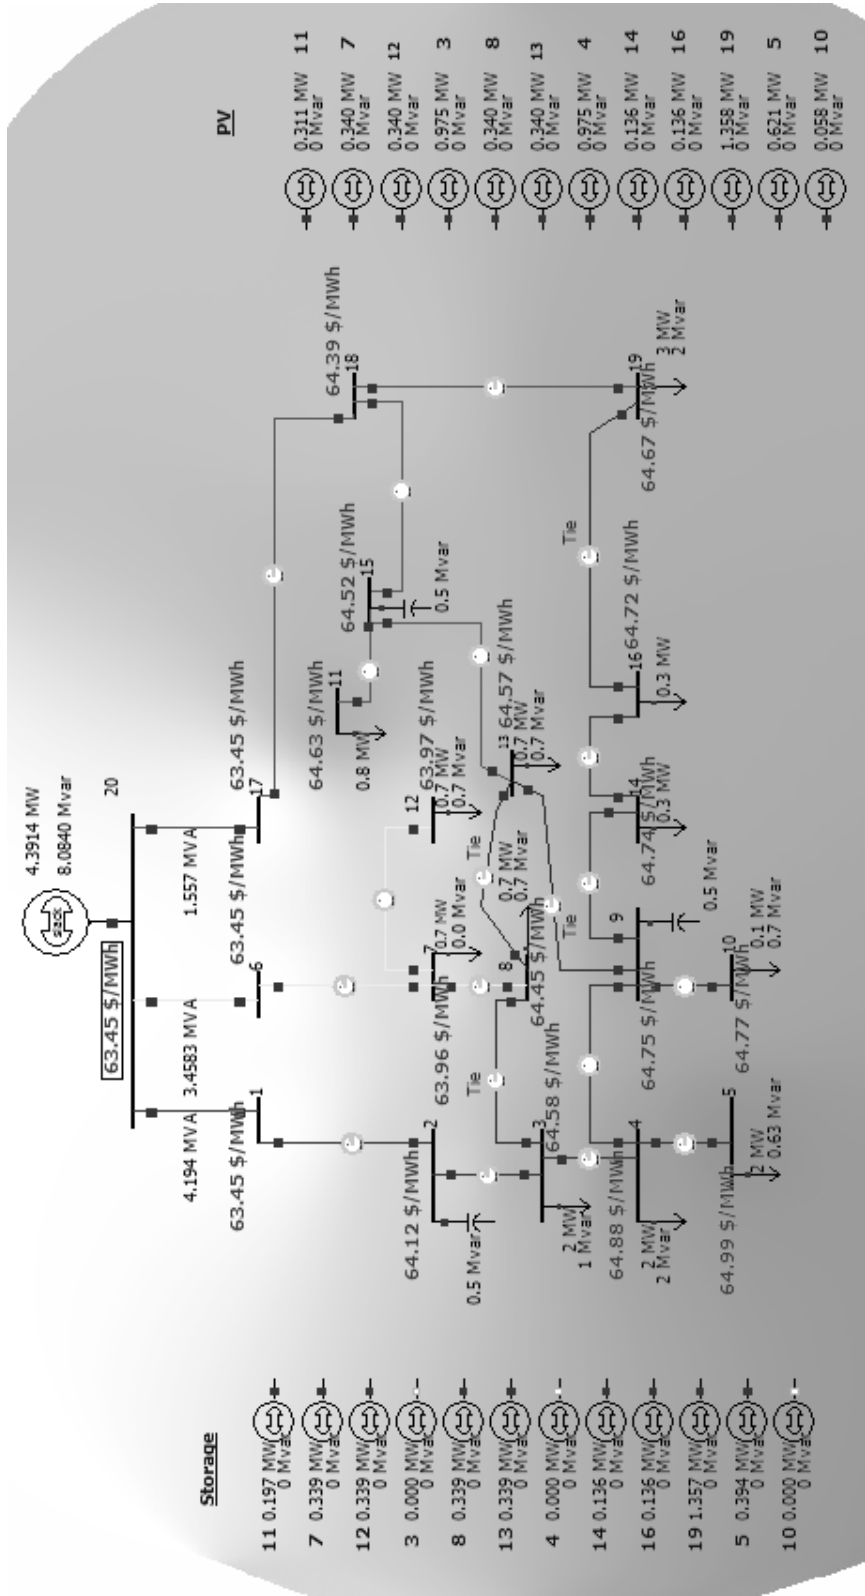 Storage
11 0.197 MW
0 Mvar
7 0.339 MW
0 Mvar
12 0.339 MW
0 Mvar
3 0.000 MW
0 Mvar
8 0.339 MW
0 Mvar
13 0.339 MW
0 Mvar
4 0.000 MW
0 Mvar
14 0.136 MW
0 Mvar
16 0.136 MW
0 Mvar
19 1.357 MW
0 Mvar
5 0.394 MW
0 Mvar
10 0.000 MW
0 Mvar
slack
4.3914 MW
8.0840 Mvar
20
63.45 $/MWh
4.194 MVA
3.4583 MVA
1.557 MVA
63.45 $/MWh
1
63.45 $/MWh
6
63.45 $/MWh
17
64.12 $/MWh
2
0.5 Mvar
63.96 $/MWh
7
0.7 MW
0.0 Mvar
12
63.97 $/MWh
0.7 MW
0.7 Mvar
64.63 $/MWh
11
0.8 MW
64.52 $/MWh
15
0.5 Mvar
64.39 $/MWh
18
Tie
3
64.58 $/MWh
2 MW
1 Mvar
8
64.45 $/MWh
0.7 MW
0.7 Mvar
Tie
13
64.57 $/MWh
0.7 MW
0.7 Mvar
Tie
4
64.88 $/MWh
2 MW
2 Mvar
9
64.75 $/MWh
0.5 Mvar
14
64.74 $/MWh
0.3 MW
16
64.72 $/MWh
0.3 MW
Tie
19
64.67 $/MWh
3 MW
2 Mvar
5
64.99 $/MWh
2 MW
0.63 Mvar
10
64.77 $/MWh
0.1 MW
0.7 Mvar
PV
0.311 MW 11
0 Mvar
0.340 MW 7
0 Mvar
0.340 MW 12
0 Mvar
0.975 MW 3
0 Mvar
0.340 MW 8
0 Mvar
0.340 MW 13
0 Mvar
0.975 MW 4
0 Mvar
0.136 MW 14
0 Mvar
0.136 MW 16
0 Mvar
1.358 MW 19
0 Mvar
0.621 MW 5
0 Mvar
0.058 MW 10
0 Mvar